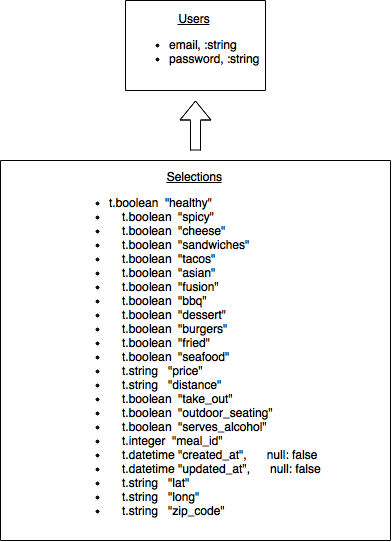 Users
• email, :string
• password, :string
Selections
• t.boolean "healthy"
• t.boolean "spicy"
• t.boolean "cheese"
• t.boolean "sandwiches"
• t.boolean "tacos"
• t.boolean "asian"
• t.boolean "fusion"
• t.boolean "bbq"
• t.boolean "dessert"
• t.boolean "burgers"
• t.boolean "fried"
• t.boolean "seafood"
• t.string "price"
• t.string "distance"
• t.boolean "take_out"
• t.boolean "outdoor_seating"
• t.boolean "serves_alcohol"
• t.integer "meal_id"
• t.datetime "created_at", null: false
• t.datetime "updated_at", null: false
• t.string "lat"
• t.string "long"
• t.string "zip_code"